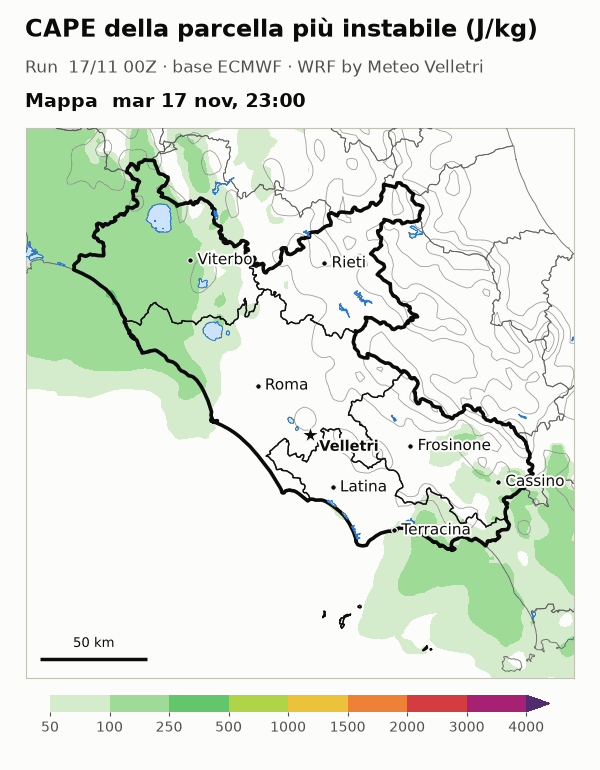 CAPE della parcella più instabile (J/kg)
Run  17/11 00Z · base ECMWF · WRF by Meteo Velletri
Mappa  mar 17 nov, 23:00
Viterbo
Rieti
Roma
Velletri
Frosinone
Cassino
Latina
Terracina
50 km
50 100 250 500 1000 1500 2000 3000 4000